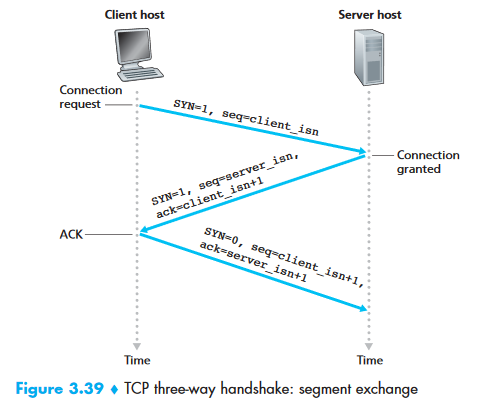 Client host
Server host
Connection
request
SYN=1, seq=client_isn
Connection
granted
SYN=1, seq=server_isn,
ack=client_isn+1
ACK
SYN=0, seq=client_isn+1,
ack=server_isn+1
Time
Time
Figure 3.39 ♦ TCP three-way handshake: segment exchange